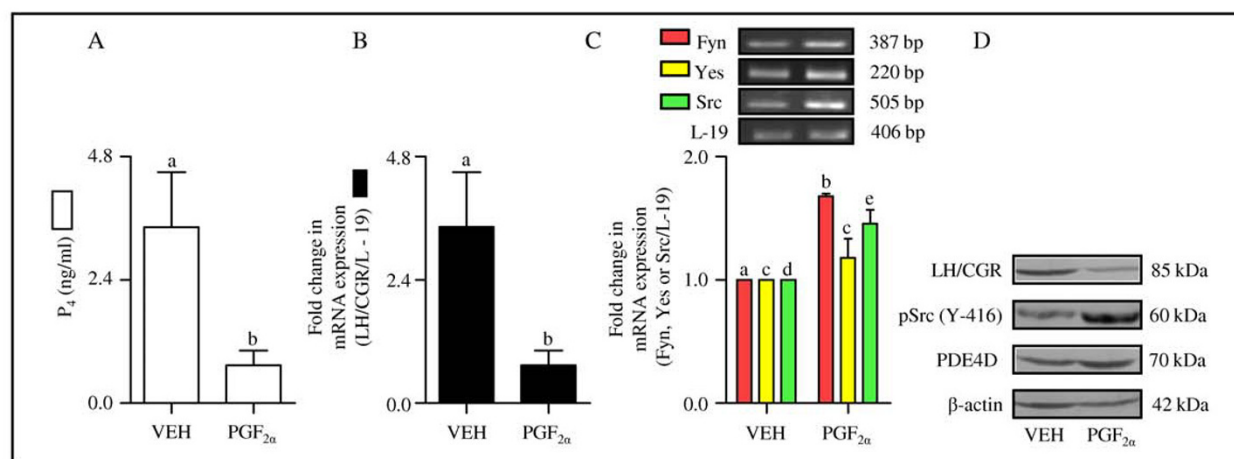 A
P₄ (ng/ml)
4.8
2.4
0.0
a
b
VEH
PGF₂α
B
Fold change in
mRNA expression
(LH/CGR/L - 19)
4.8
2.4
0.0
a
b
VEH
PGF₂α
C
Fyn
387 bp
Yes
220 bp
Src
505 bp
L-19
406 bp
Fold change in
mRNA expression
(Fyn, Yes or Src/L-19)
2.0
1.0
0.0
a c d
b c e
VEH
PGF₂α
D
LH/CGR
85 kDa
pSrc (Y-416)
60 kDa
PDE4D
70 kDa
β-actin
42 kDa
VEH
PGF₂α